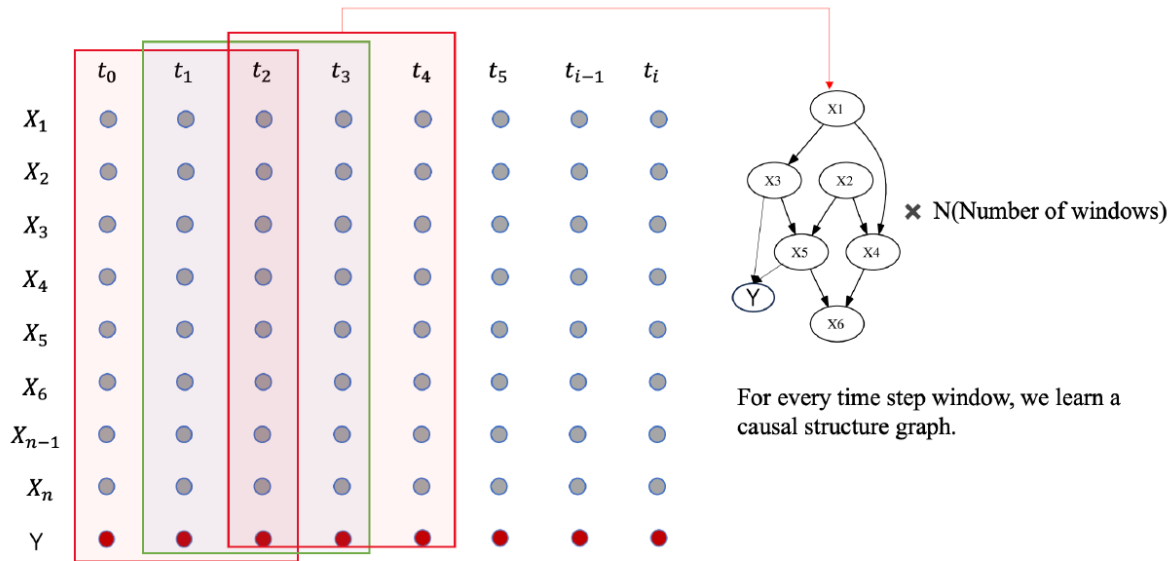 t₀ t₁ t₂ t₃ t₄ t₅ tᵢ₋₁ tᵢ
X₁
X₂
X₃
X₄
X₅
X₆
Xₙ₋₁
Xₙ
Y
X1
X3 X2
X5 X4
Y
X6
× N(Number of windows)
For every time step window, we learn a
causal structure graph.